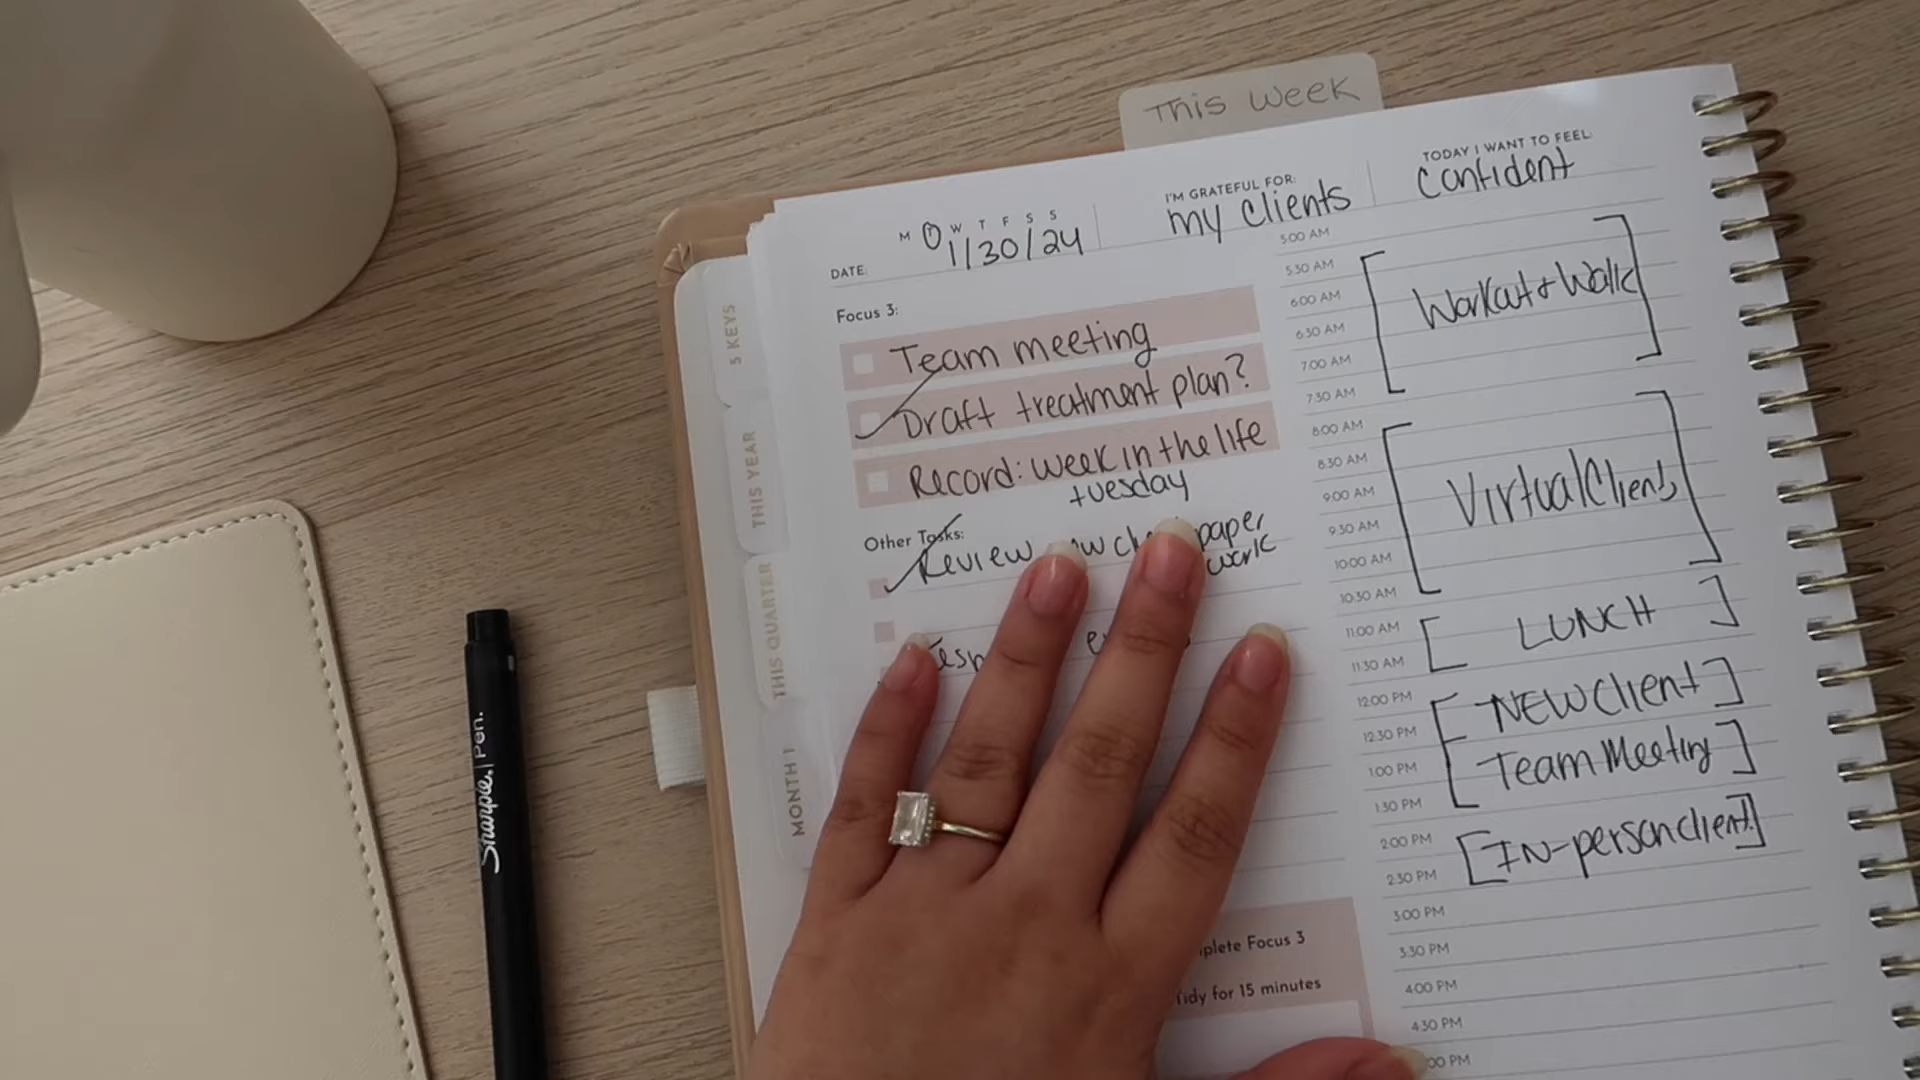 This Week
M T W T F S S
DATE: 1/30/24
I'M GRATEFUL FOR:
my clients
TODAY I WANT TO FEEL:
confident
Focus 3:
Team meeting
Draft treatment plan?
Record: week in the life
tuesday
Other Tasks:
Review paper
work
plete Focus 3
Tidy for 15 minutes
5:00 AM
5:30 AM
6:00 AM
6:30 AM
7:00 AM
7:30 AM
Workout & Walk
8:00 AM
8:30 AM
9:00 AM
9:30 AM
10:00 AM
10:30 AM
Virtual Clients
11:00 AM
11:30 AM
LUNCH
12:00 PM
NEW Client
12:30 PM
1:00 PM
Team Meeting
1:30 PM
2:00 PM
IN-person client
2:30 PM
3:00 PM
3:30 PM
4:00 PM
4:30 PM
00 PM
5 KEYS
THIS YEAR
THIS QUARTER
MONTH 1
Sharpie. | Pen.